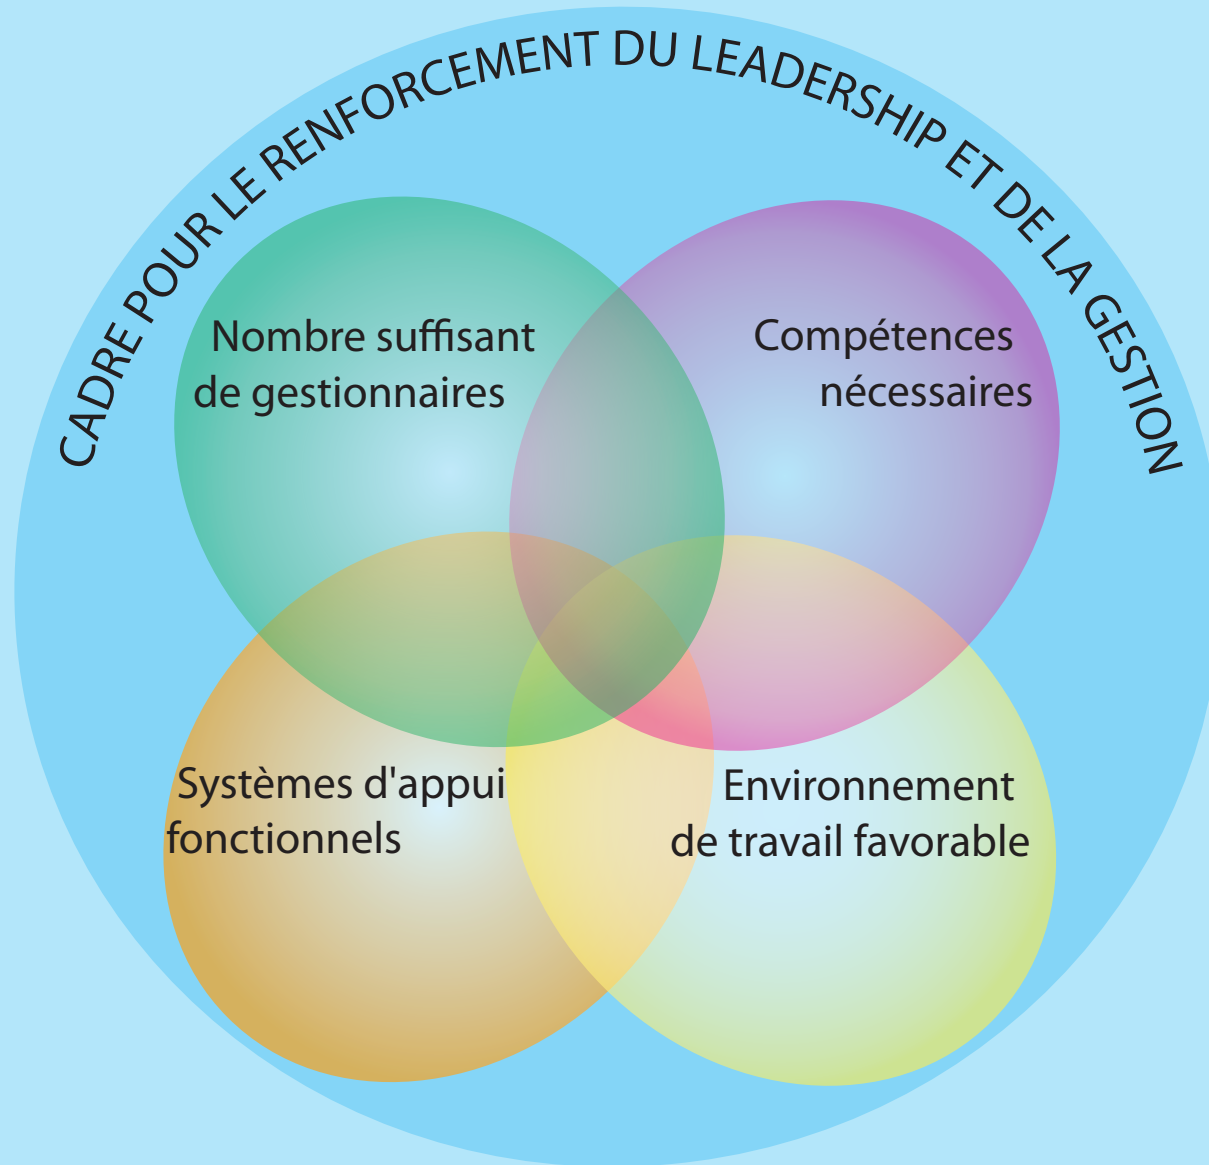 CADRE POUR LE RENFORCEMENT DU LEADERSHIP ET DE LA GESTION
Nombre suffisant
de gestionnaires
Compétences
nécessaires
Systèmes d'appui
fonctionnels
Environnement
de travail favorable